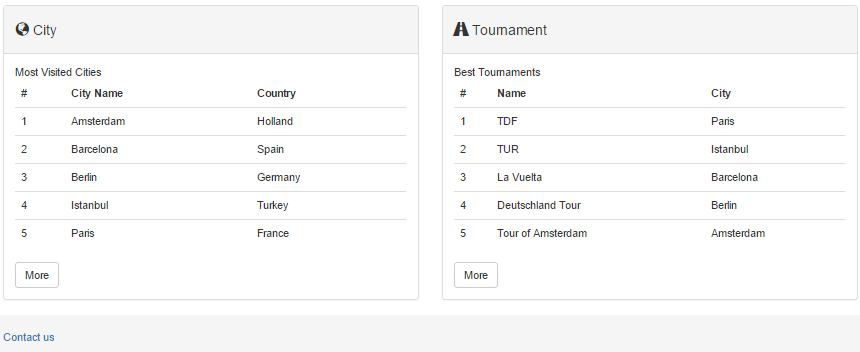 City
Most Visited Cities
# City Name Country
1 Amsterdam Holland
2 Barcelona Spain
3 Berlin Germany
4 Istanbul Turkey
5 Paris France
More
Tournament
Best Tournaments
# Name City
1 TDF Paris
2 TUR Istanbul
3 La Vuelta Barcelona
4 Deutschland Tour Berlin
5 Tour of Amsterdam Amsterdam
More
Contact us